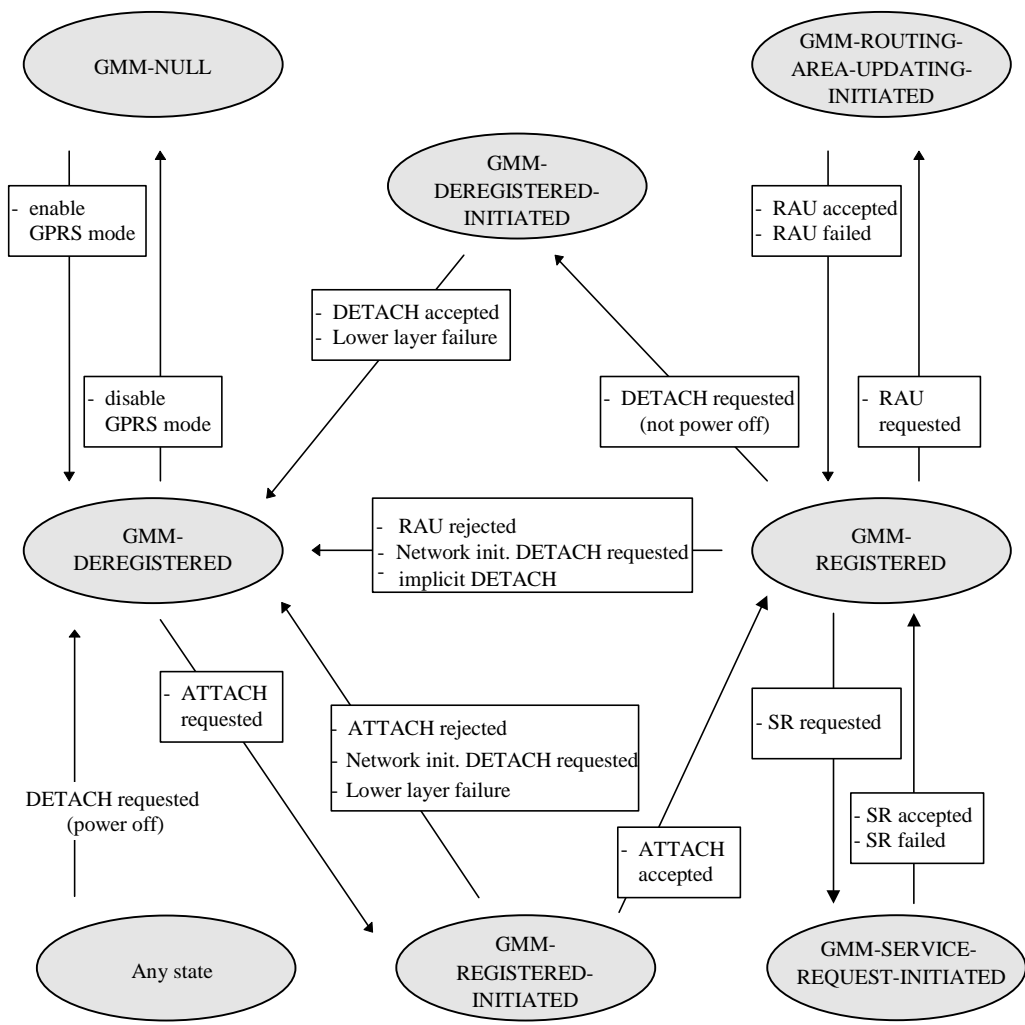 GMM-NULL
GMM-ROUTING-
AREA-UPDATING-
INITIATED
GMM-
DEREGISTERED-
INITIATED
- enable
GPRS mode
- RAU accepted
- RAU failed
- DETACH accepted
- Lower layer failure
- disable
GPRS mode
- DETACH requested
(not power off)
- RAU
requested
GMM-
DEREGISTERED
- RAU rejected
- Network init. DETACH requested
- implicit DETACH
GMM-
REGISTERED
- ATTACH
requested
- ATTACH rejected
- Network init. DETACH requested
- Lower layer failure
- SR requested
DETACH requested
(power off)
- ATTACH
accepted
- SR accepted
- SR failed
Any state
GMM-
REGISTERED-
INITIATED
GMM-SERVICE-
REQUEST-INITIATED